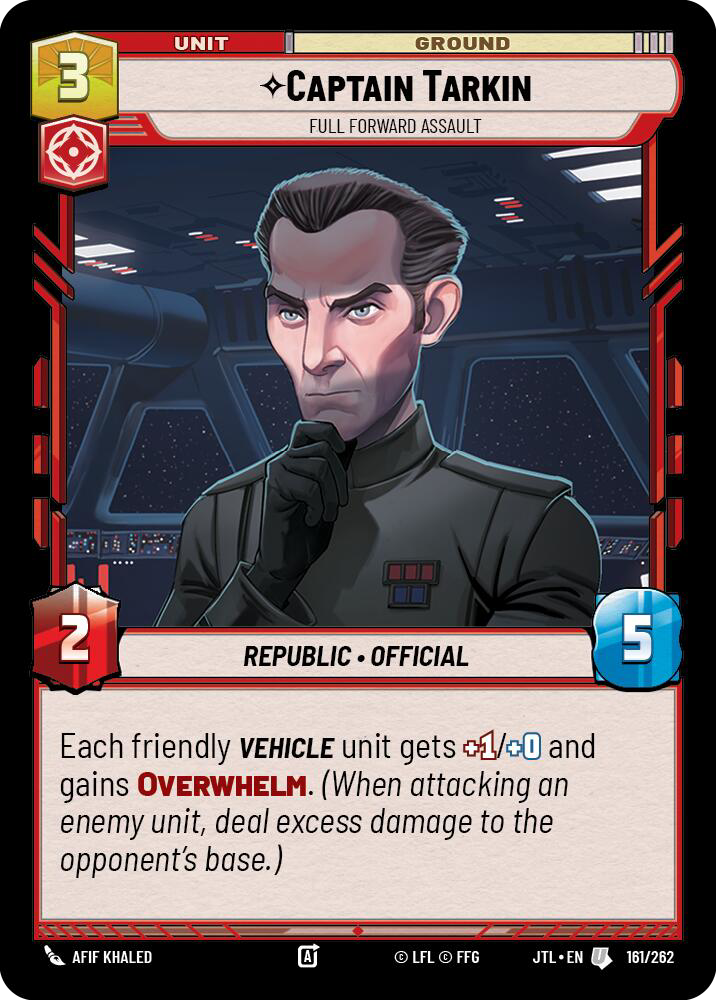 UNIT
GROUND
3
✧CAPTAIN TARKIN
FULL FORWARD ASSAULT
2
REPUBLIC • OFFICIAL
5
Each friendly VEHICLE unit gets +1/+0 and
gains OVERWHELM. (When attacking an
enemy unit, deal excess damage to the
opponent's base.)
AFIF KHALED
A
© LFL © FFG
JTL • EN
U
161/262